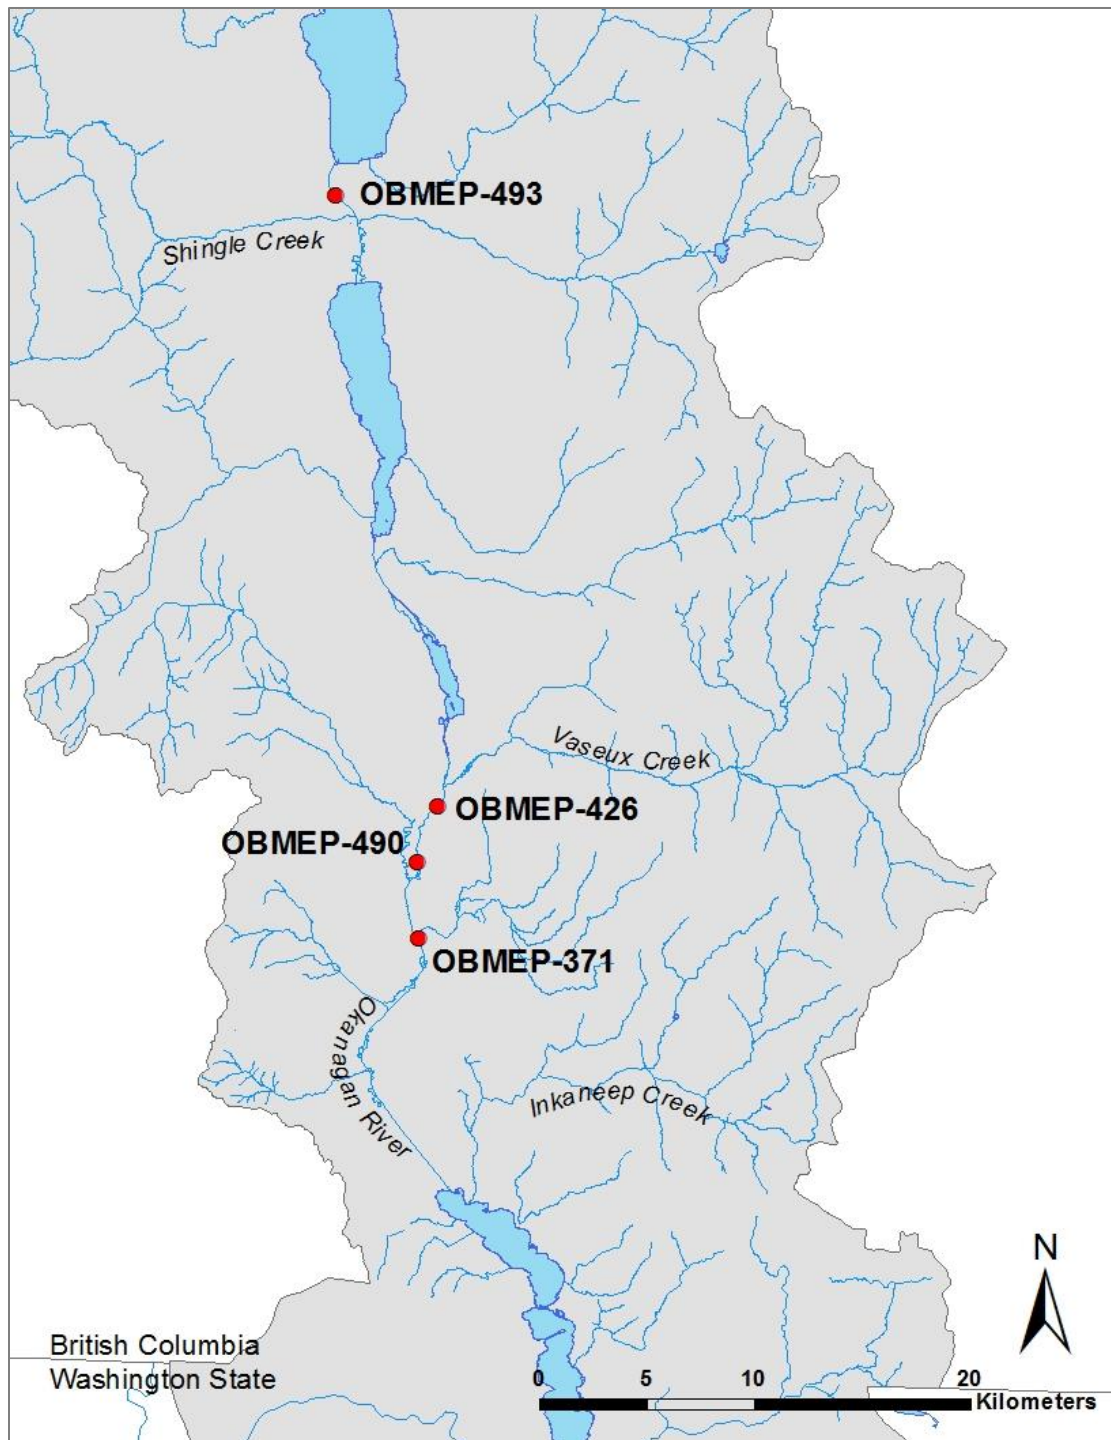 OBMEP-493
Shingle Creek
Vaseux Creek
OBMEP-426
OBMEP-490
OBMEP-371
Okanagan River
Inkaneep Creek
N
British Columbia
Washington State
0 5 10 20
Kilometers